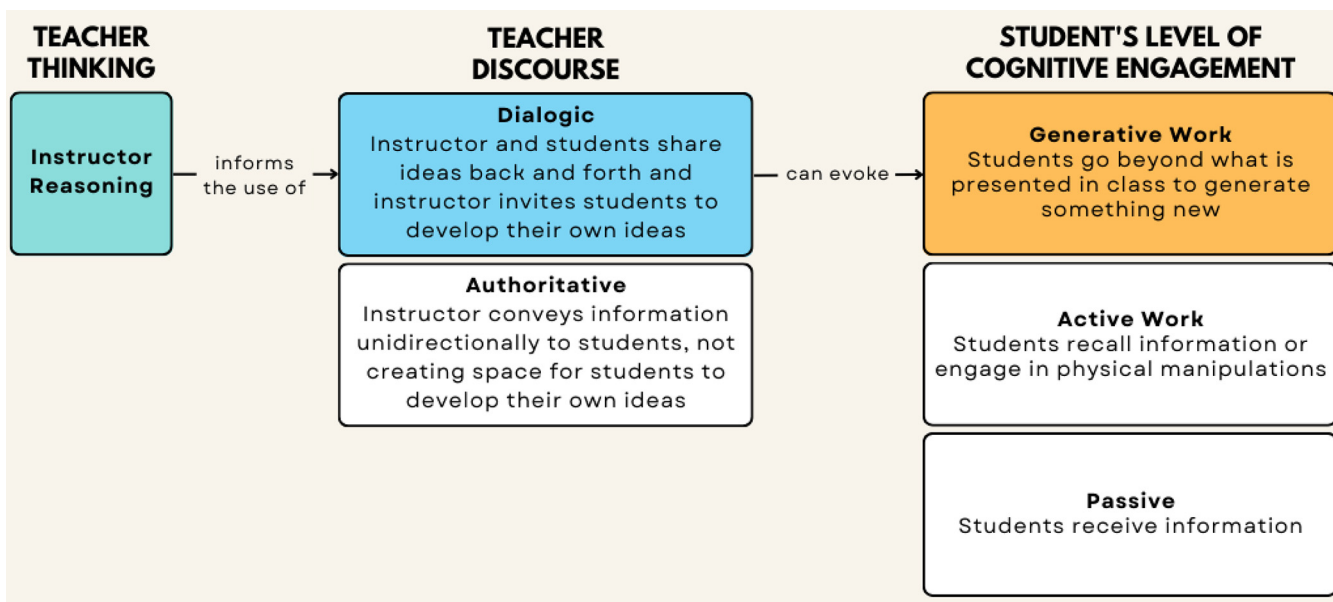 TEACHER
THINKING
Instructor
Reasoning
informs
the use of
TEACHER
DISCOURSE
Dialogic
Instructor and students share
ideas back and forth and
instructor invites students to
develop their own ideas
Authoritative
Instructor conveys information
unidirectionally to students, not
creating space for students to
develop their own ideas
can evoke
STUDENT'S LEVEL OF
COGNITIVE ENGAGEMENT
Generative Work
Students go beyond what is
presented in class to generate
something new
Active Work
Students recall information or
engage in physical manipulations
Passive
Students receive information